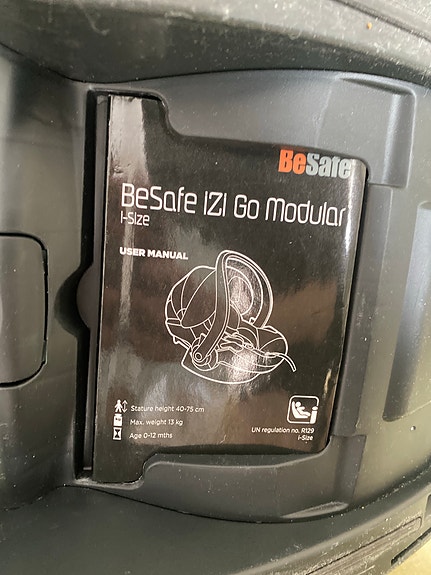 BeSafe
BeSafe iZi Go Modular
i-Size
USER MANUAL
Stature height 40-75 cm
Max. weight 13 kg
Age 0-12 mths
UN regulation no. R129
i-Size